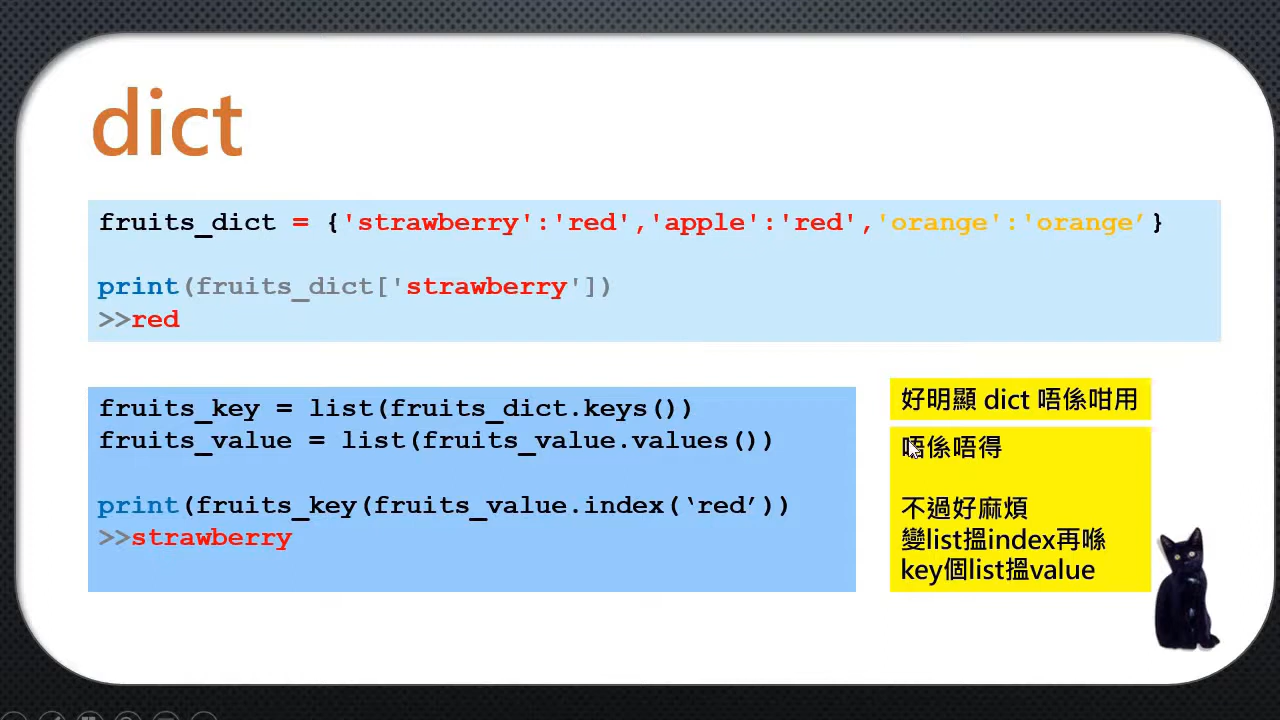 dict
fruits_dict = {'strawberry':'red','apple':'red','orange':'orange’}
print(fruits_dict['strawberry'])
>>red
fruits_key = list(fruits_dict.keys())
fruits_value = list(fruits_value.values())
print(fruits_key(fruits_value.index(‘red’))
>>strawberry
好明顯 dict 唔係咁用
唔係唔得
不過好麻煩
變list搵index再喺
key個list搵value